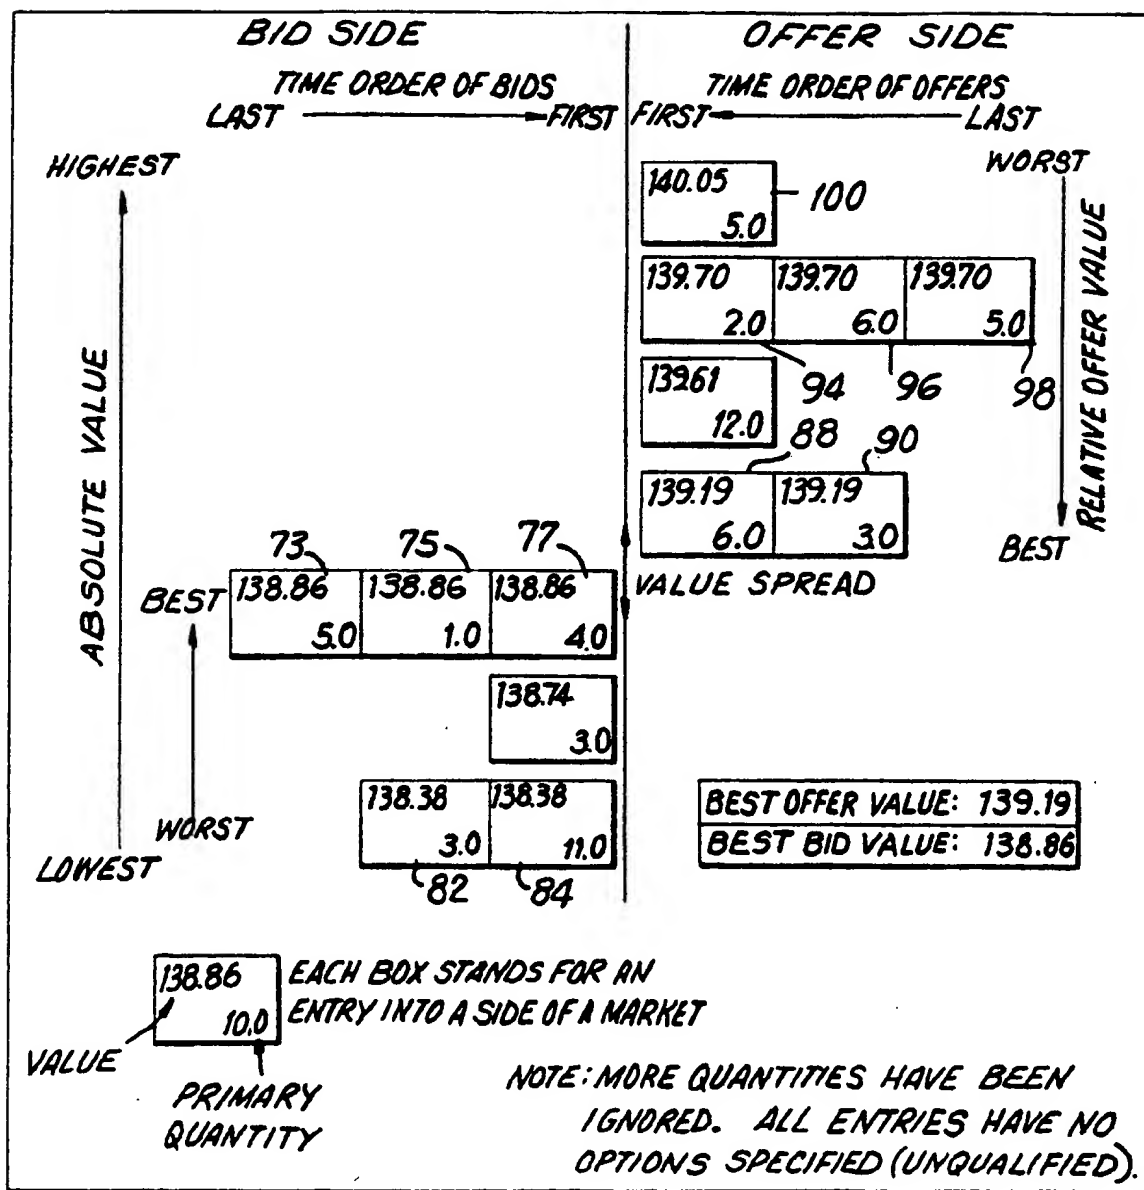 BID SIDE
OFFER SIDE
TIME ORDER OF BIDS
LAST FIRST
TIME ORDER OF OFFERS
FIRST LAST
HIGHEST
ABSOLUTE VALUE
LOWEST
WORST
RELATIVE OFFER VALUE
BEST
140.05
5.0
100
139.70 139.70 139.70
2.0 6.0 5.0
94 96 98
139.61
12.0
88 90
139.19 139.19
6.0 3.0
VALUE SPREAD
73 75 77
BEST
138.86 138.86 138.86
5.0 1.0 4.0
138.74
3.0
WORST
138.38 138.38
3.0 11.0
82 84
BEST OFFER VALUE: 139.19
BEST BID VALUE: 138.86
138.86
10.0
EACH BOX STANDS FOR AN
ENTRY INTO A SIDE OF A MARKET
VALUE
PRIMARY
QUANTITY
NOTE: MORE QUANTITIES HAVE BEEN
IGNORED. ALL ENTRIES HAVE NO
OPTIONS SPECIFIED (UNQUALIFIED).